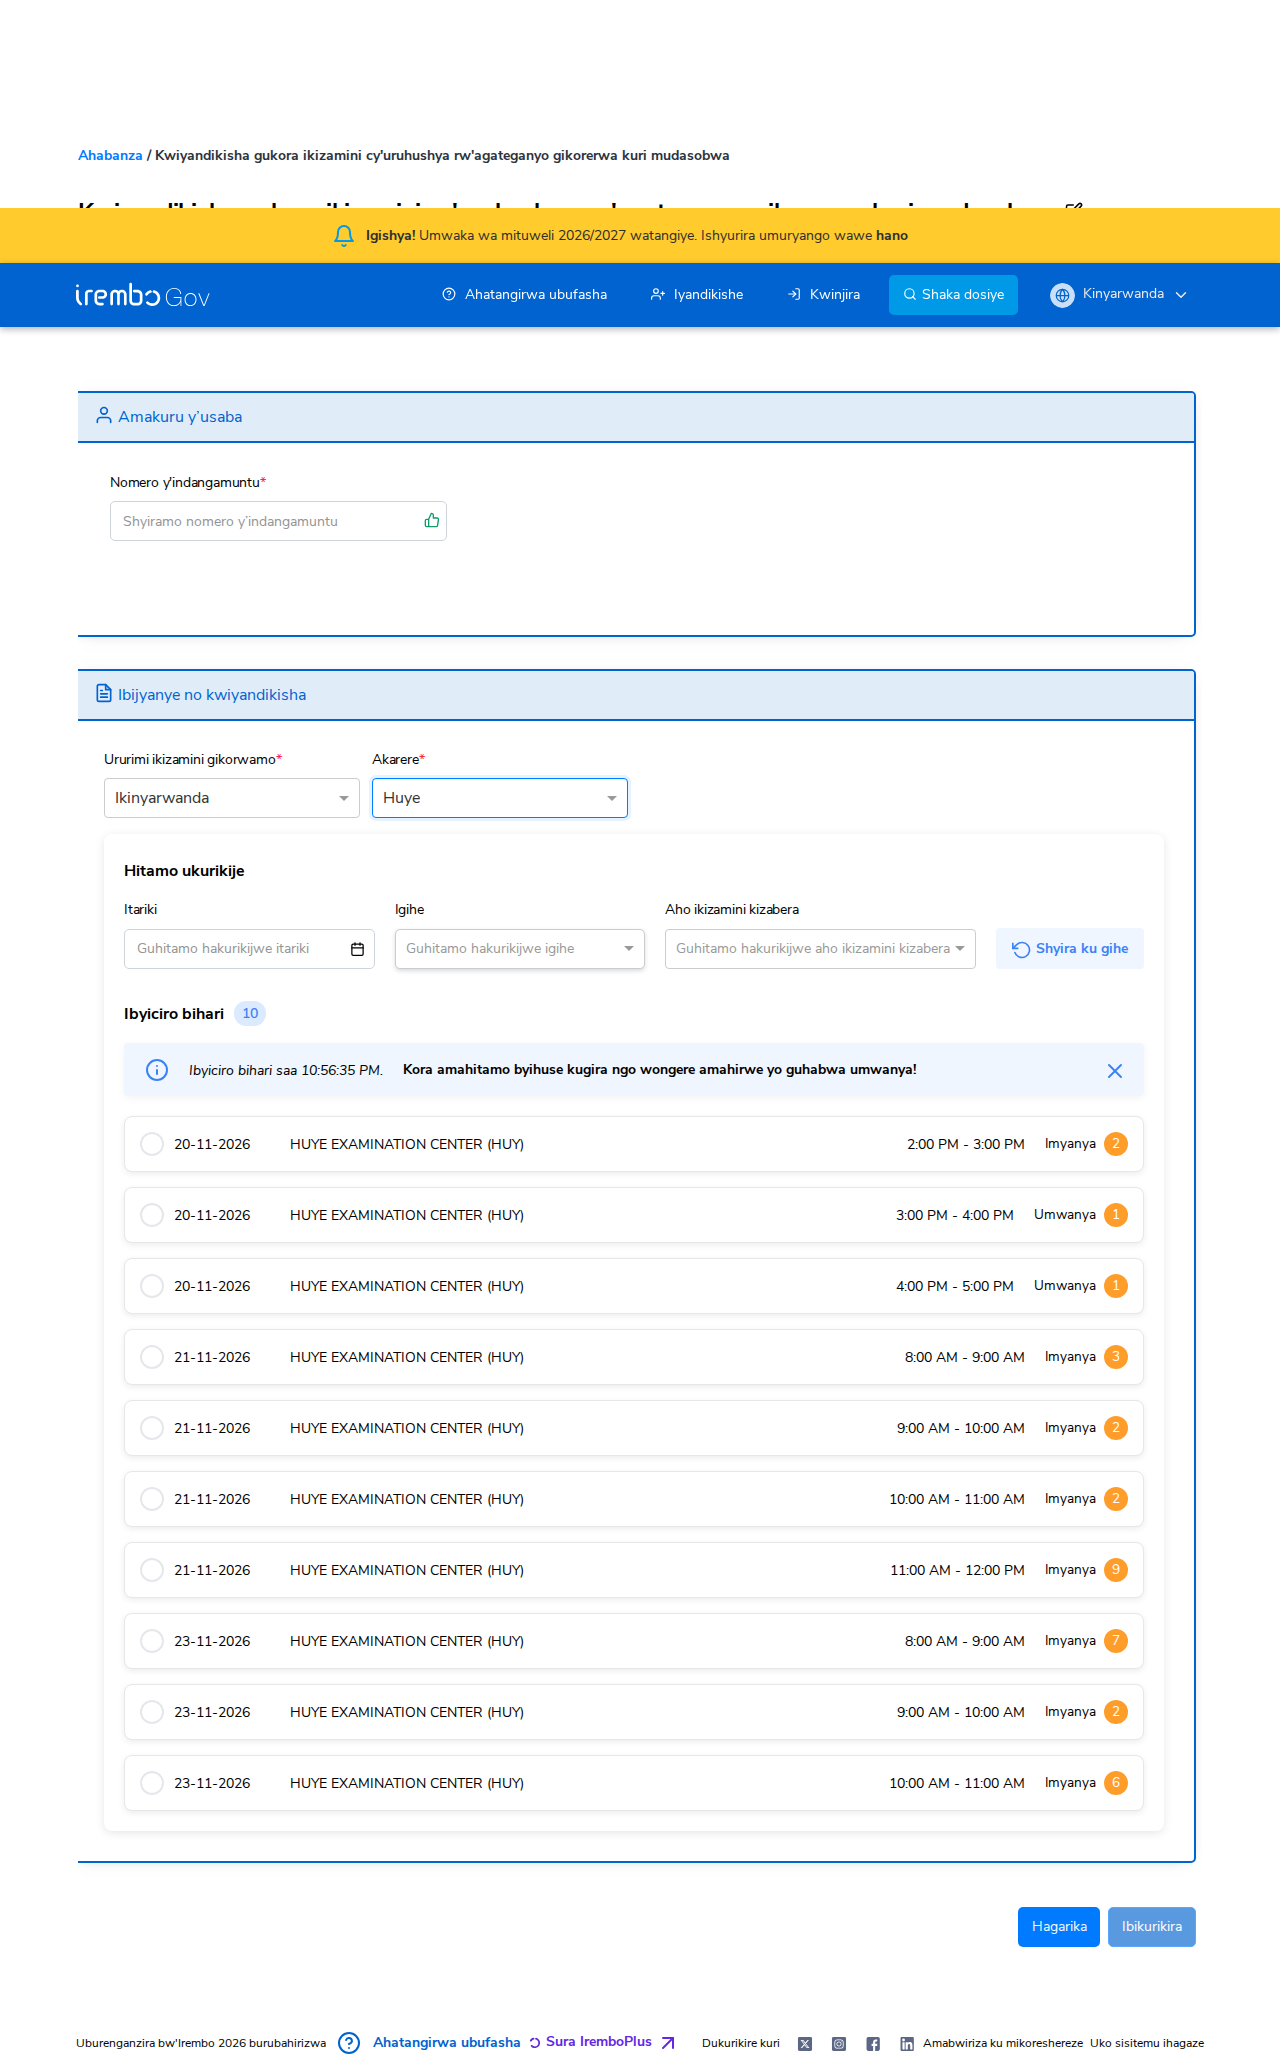 Ahabanza / Kwiyandikisha gukora ikizamini cy'uruhushya rw'agateganyo gikorerwa kuri mudasobwa
Igishya! Umwaka wa mituweli 2026/2027 watangiye. Ishyurira umuryango wawe hano
irembo Gov
Ahatangirwa ubufasha
Iyandikishe
Kwinjira
Shaka dosiye
Kinyarwanda
Amakuru y’usaba
Nomero y'indangamuntu*
Shyiramo nomero y’indangamuntu
Ibijyanye no kwiyandikisha
Ururimi ikizamini gikorwamo* Akarere*
Ikinyarwanda Huye
Hitamo ukurikije
Itariki Igihe Aho ikizamini kizabera
Guhitamo hakurikijwe itariki Guhitamo hakurikijwe igihe Guhitamo hakurikijwe aho ikizamini kizabera Shyira ku gihe
Ibyiciro bihari 10
Ibyiciro bihari saa 10:56:35 PM. Kora amahitamo byihuse kugira ngo wongere amahirwe yo guhabwa umwanya!
20-11-2026 HUYE EXAMINATION CENTER (HUY) 2:00 PM - 3:00 PM Imyanya 2
20-11-2026 HUYE EXAMINATION CENTER (HUY) 3:00 PM - 4:00 PM Umwanya 1
20-11-2026 HUYE EXAMINATION CENTER (HUY) 4:00 PM - 5:00 PM Umwanya 1
21-11-2026 HUYE EXAMINATION CENTER (HUY) 8:00 AM - 9:00 AM Imyanya 3
21-11-2026 HUYE EXAMINATION CENTER (HUY) 9:00 AM - 10:00 AM Imyanya 2
21-11-2026 HUYE EXAMINATION CENTER (HUY) 10:00 AM - 11:00 AM Imyanya 2
21-11-2026 HUYE EXAMINATION CENTER (HUY) 11:00 AM - 12:00 PM Imyanya 9
23-11-2026 HUYE EXAMINATION CENTER (HUY) 8:00 AM - 9:00 AM Imyanya 7
23-11-2026 HUYE EXAMINATION CENTER (HUY) 9:00 AM - 10:00 AM Imyanya 2
23-11-2026 HUYE EXAMINATION CENTER (HUY) 10:00 AM - 11:00 AM Imyanya 6
Hagarika Ibikurikira
Uburenganzira bw'Irembo 2026 burubahirizwa Ahatangirwa ubufasha Sura IremboPlus Dukurikire kuri Amabwiriza ku mikoreshereze Uko sisitemu ihagaze